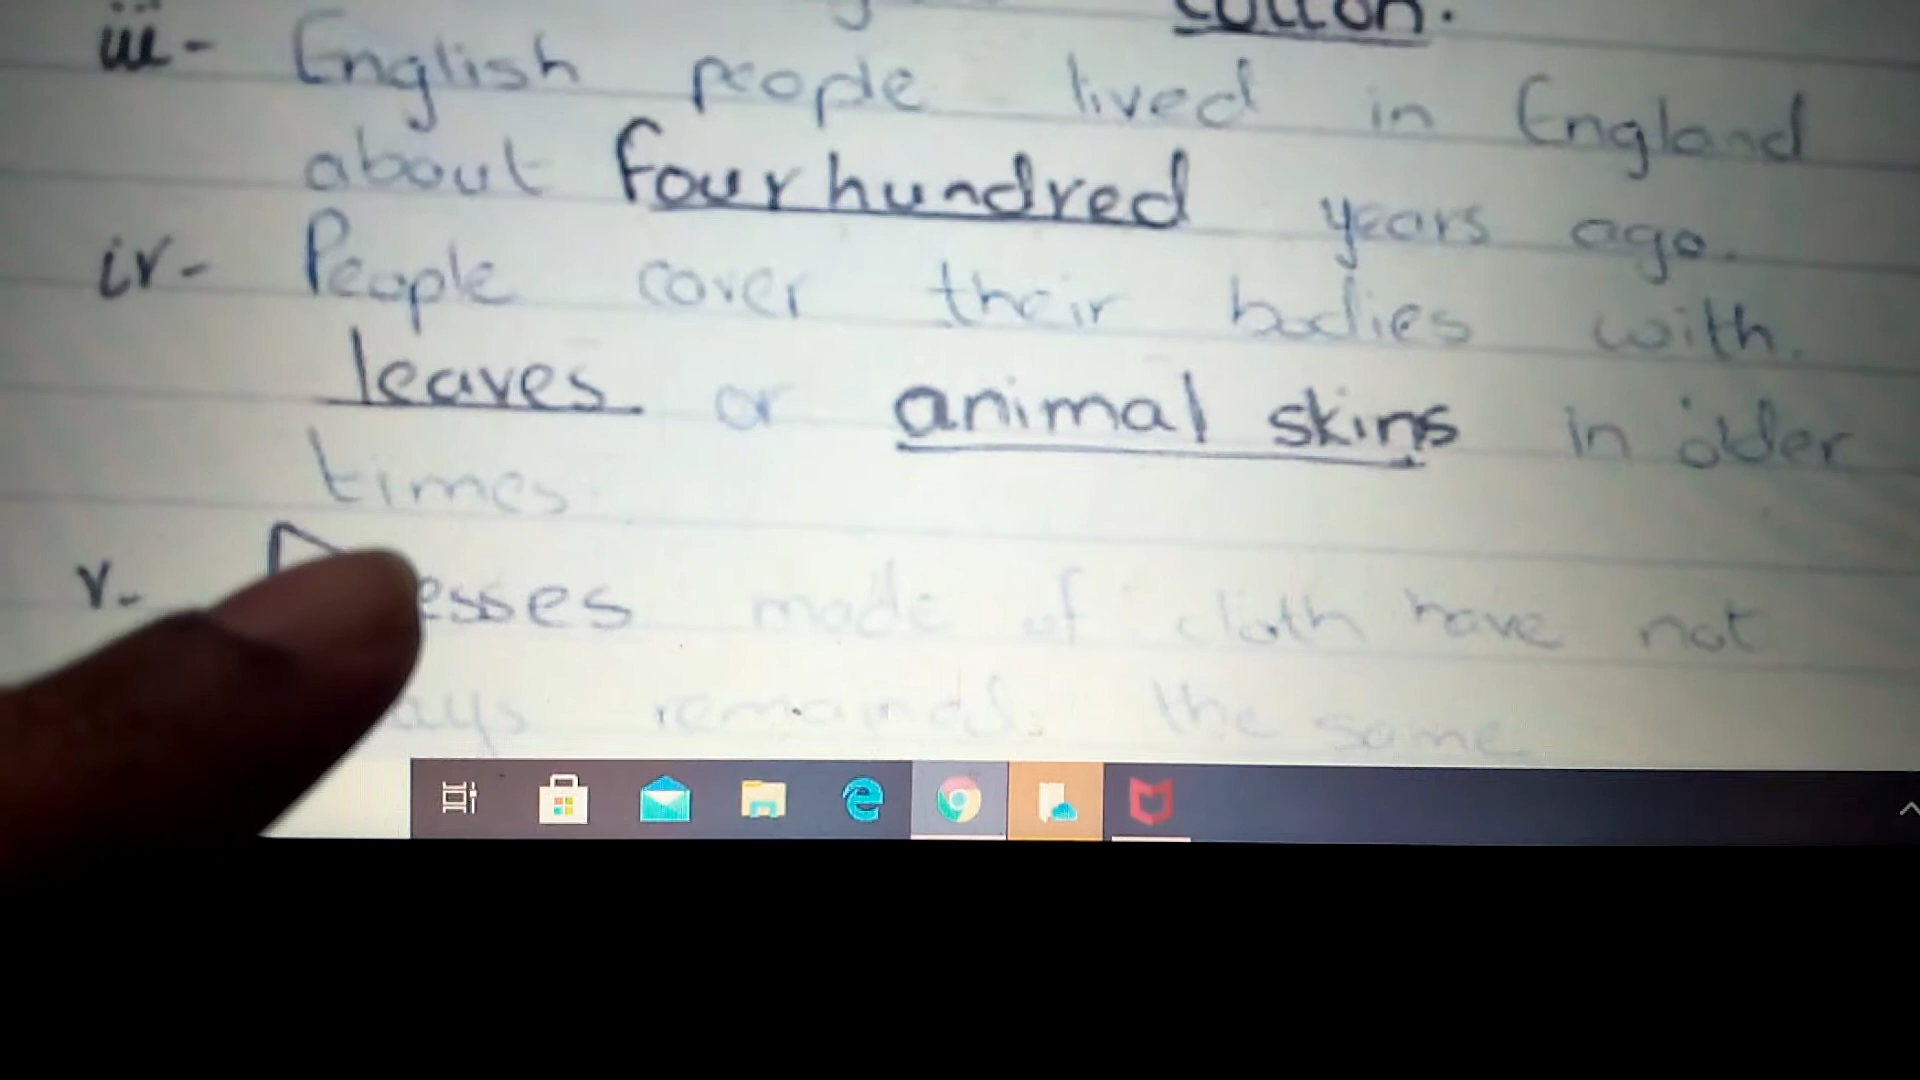 cotton.
iii- English people lived in England
about four hundred years ago.
iv- People cover their bodies with.
leaves or animal skins in older
times
v- esses made of cloth have not
ays the same